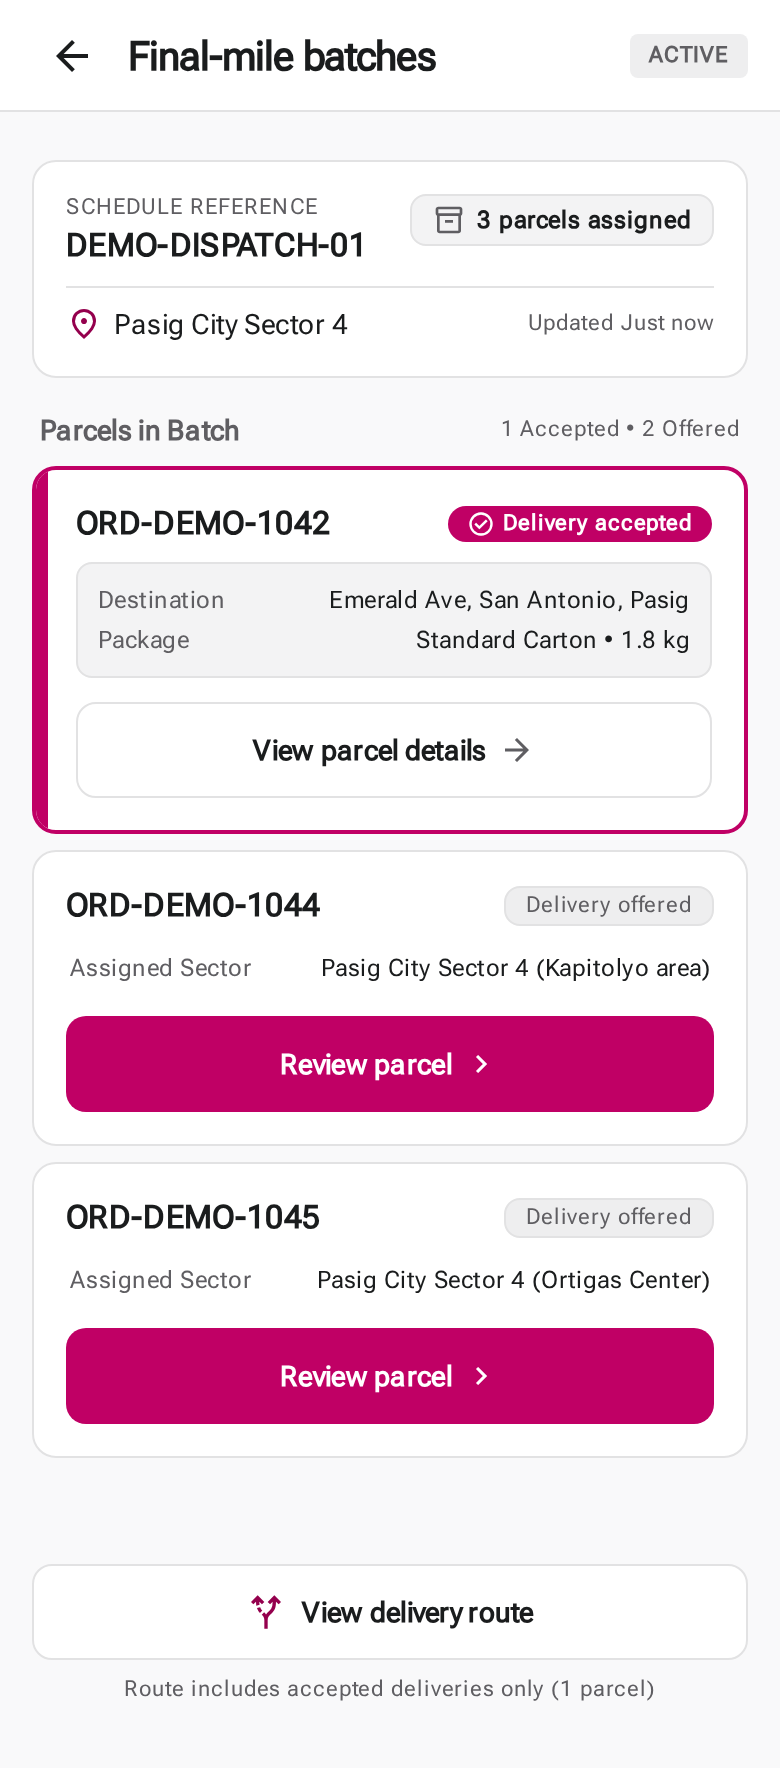 Final-mile batches
ACTIVE
SCHEDULE REFERENCE
DEMO-DISPATCH-01
3 parcels assigned
Pasig City Sector 4
Updated Just now
Parcels in Batch
1 Accepted • 2 Offered
ORD-DEMO-1042
Delivery accepted
Destination
Emerald Ave, San Antonio, Pasig
Package
Standard Carton • 1.8 kg
View parcel details
ORD-DEMO-1044
Delivery offered
Assigned Sector
Pasig City Sector 4 (Kapitolyo area)
Review parcel
ORD-DEMO-1045
Delivery offered
Assigned Sector
Pasig City Sector 4 (Ortigas Center)
Review parcel
View delivery route
Route includes accepted deliveries only (1 parcel)